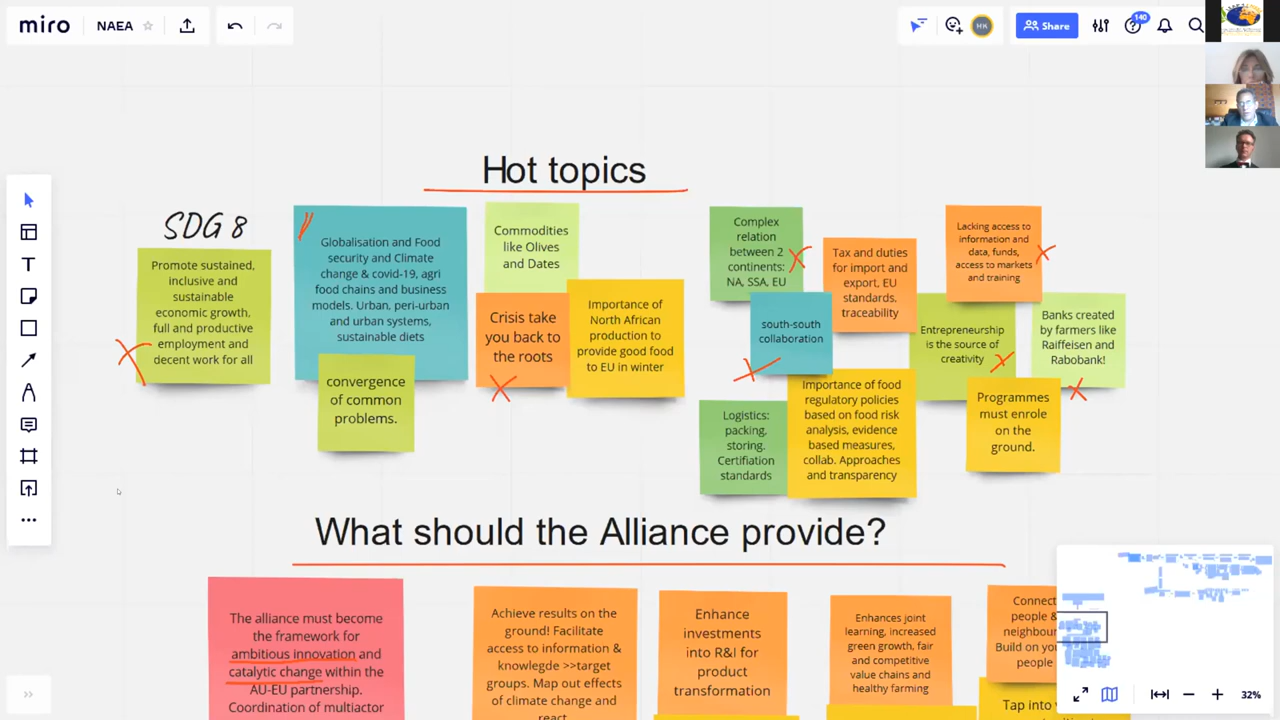 miro
NAEA
Share
140
MK
Hot topics
SDG 8
Promote sustained,
inclusive and
sustainable
economic growth,
full and productive
employment and
decent work for all
Globalisation and Food
security and Climate
change & covid-19, agri
food chains and business
models. Urban, peri-urban
and urban systems,
sustainable diets
convergence
of common
problems.
Commodities
like Olives
and Dates
Crisis take
you back to
the roots
Importance of
North African
production to
provide good food
to EU in winter
Complex
relation
between 2
continents:
NA, SSA, EU
south-south
collaboration
Tax and duties
for import and
export, EU
standards,
traceability
Logistics:
packing,
storing.
Certifiation
standards
Importance of food
regulatory policies
based on food risk
analysis, evidence
based measures,
collab. Approaches
and transparency
Lacking access to
information and
data, funds,
access to markets
and training
Entrepreneurship
is the source of
creativity
Banks created
by farmers like
Raiffeisen and
Rabobank!
Programmes
must enrole
on the
ground.
What should the Alliance provide?
The alliance must become
the framework for
ambitious innovation and
catalytic change within the
AU-EU partnership.
Coordination of multiactor
Achieve results on the
ground! Facilitate
access to information &
knowlegde >>target
groups. Map out effects
of climate change and
react
Enhance
investments
into R&I for
product
transformation
Enhances joint
learning, increased
green growth, fair
and competitive
value chains and
healthy farming
Connect
people &
neighbou
Build on you
people
Tap into
32%